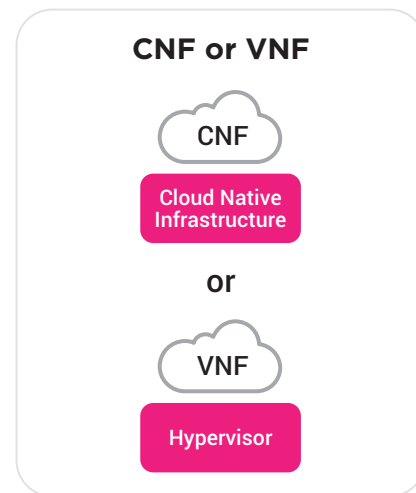 CNF or VNF
CNF
Cloud Native
Infrastructure
or
VNF
Hypervisor